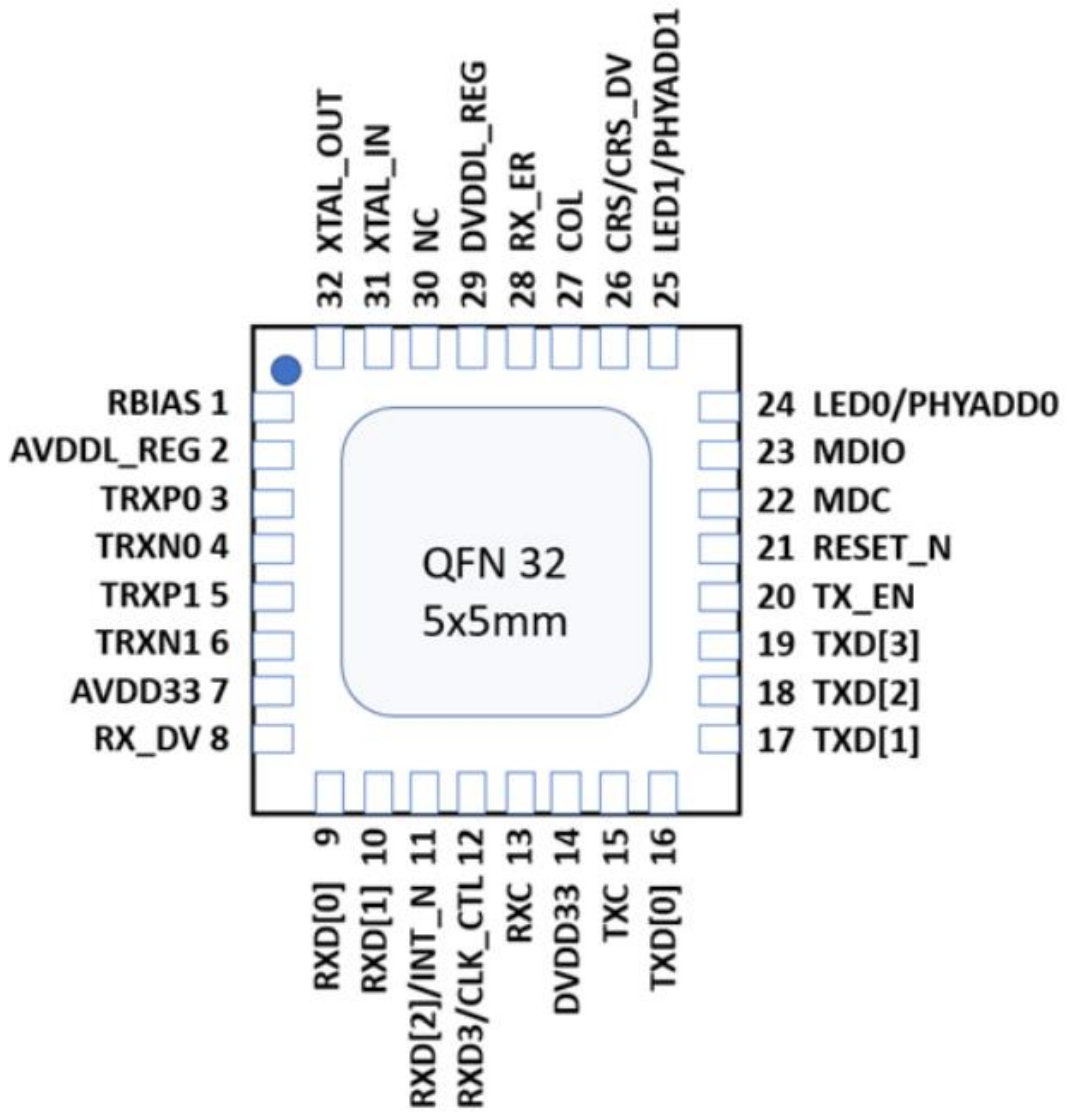 32 XTAL_OUT
31 XTAL_IN
30 NC
29 DVDDL_REG
28 RX_ER
27 COL
26 CRS/CRS_DV
25 LED1/PHYADD1
RBIAS 1
AVDDL_REG 2
TRXP0 3
TRXN0 4
TRXP1 5
TRXN1 6
AVDD33 7
RX_DV 8
QFN 32
5x5mm
24 LED0/PHYADD0
23 MDIO
22 MDC
21 RESET_N
20 TX_EN
19 TXD[3]
18 TXD[2]
17 TXD[1]
RXD[0] 9
RXD[1] 10
RXD[2]/INT_N 11
RXD3/CLK_CTL 12
RXC 13
DVDD33 14
TXC 15
TXD[0] 16